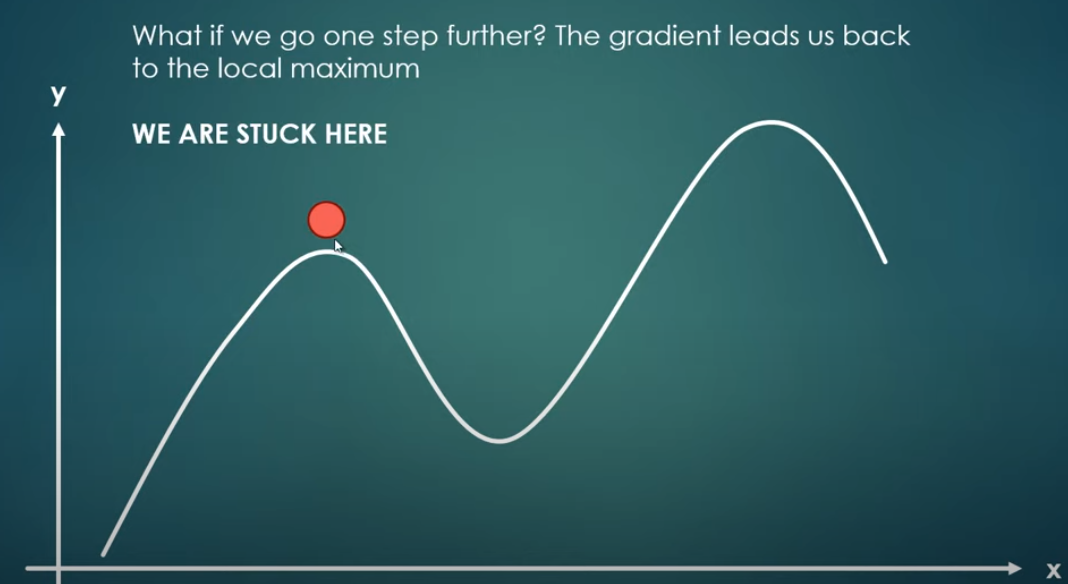 What if we go one step further? The gradient leads us back
to the local maximum
y
WE ARE STUCK HERE
x